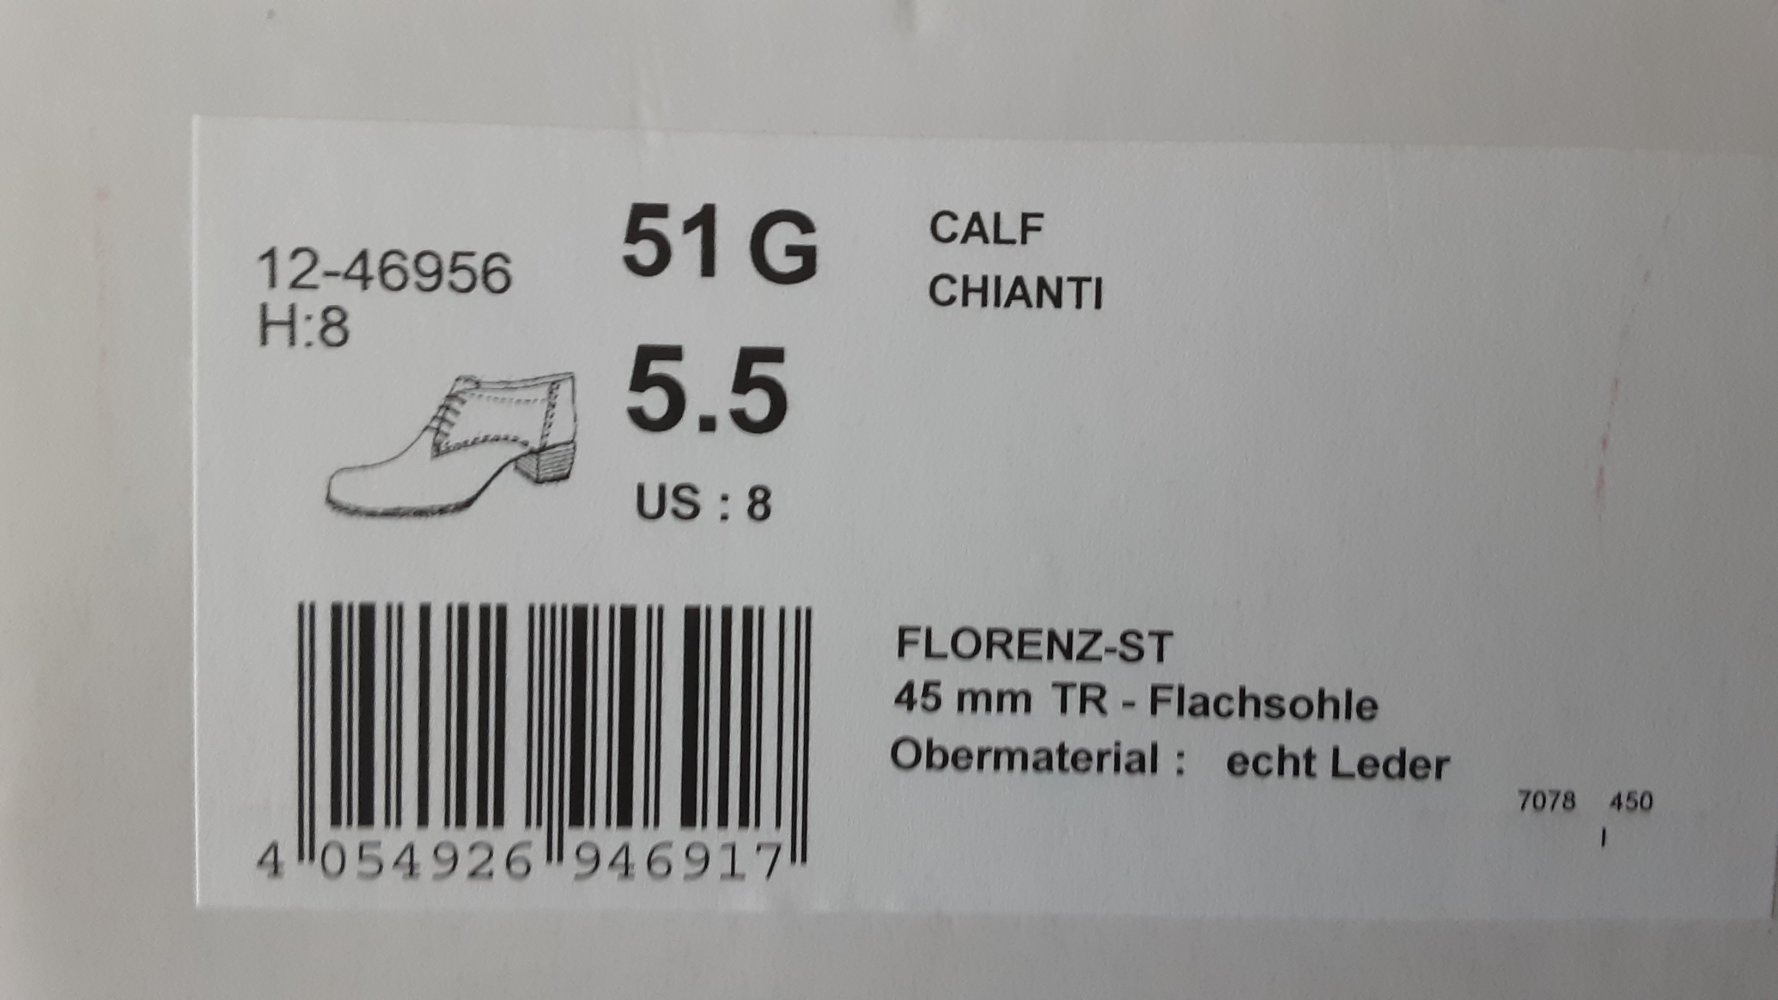 12-46956
H:8
51 G
5.5
US : 8
CALF
CHIANTI
4 054926 946917
FLORENZ-ST
45 mm TR - Flachsohle
Obermaterial : echt Leder
7078 450
I